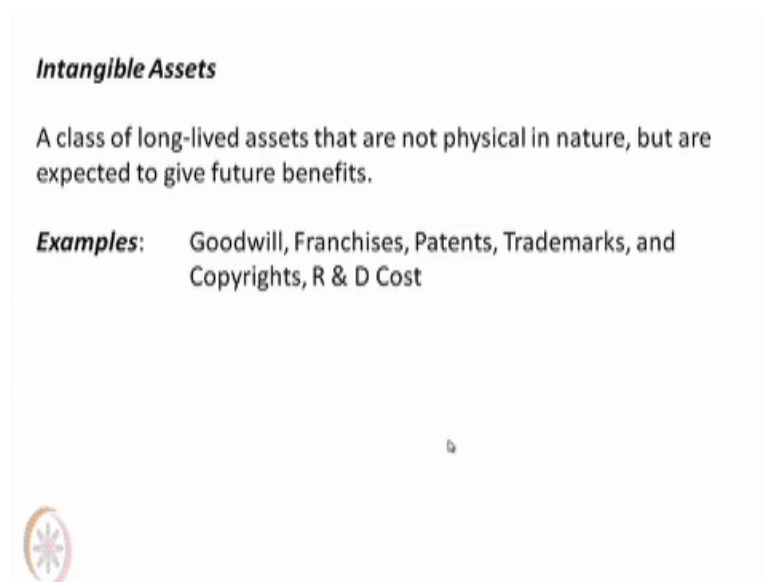 Intangible Assets
A class of long-lived assets that are not physical in nature, but are
expected to give future benefits.
Examples: Goodwill, Franchises, Patents, Trademarks, and
Copyrights, R & D Cost